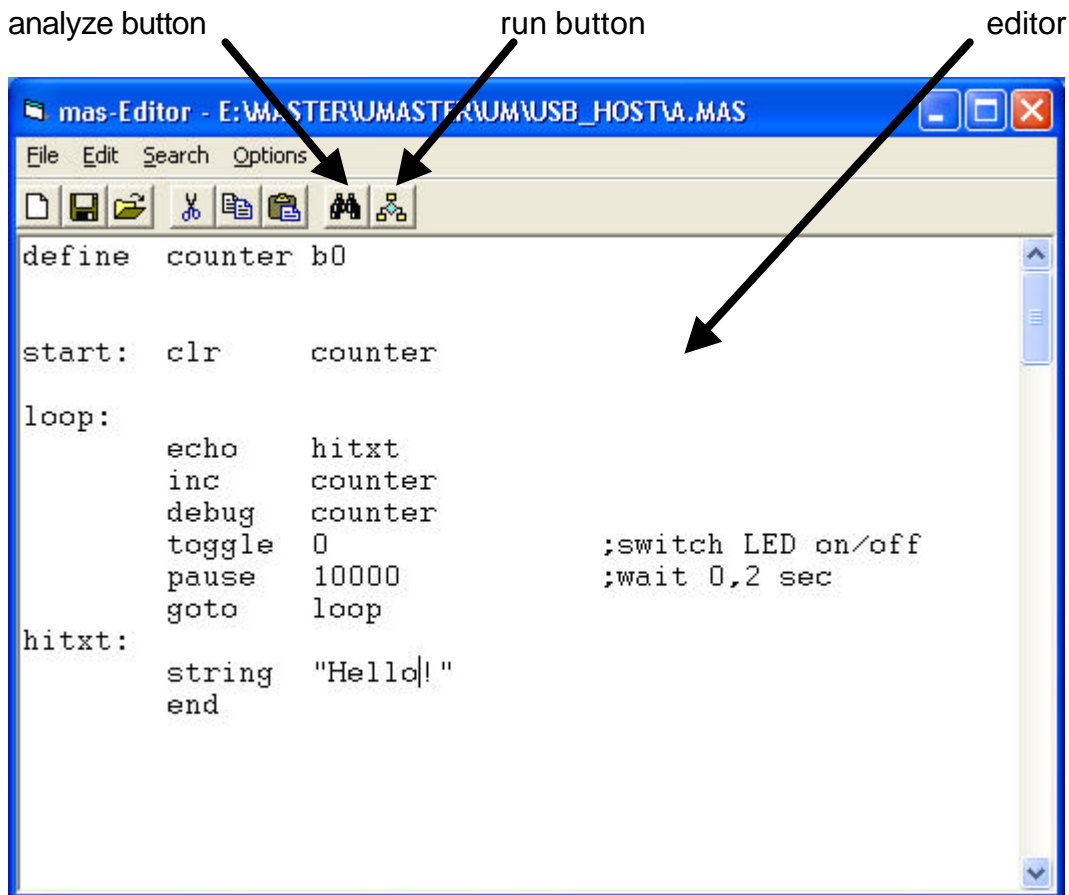 analyze button run button editor
mas-Editor - E:\MASTER\UMASTER\UM\USB_HOST\A.MAS
File Edit Search Options
define counter b0
start: clr counter
loop:
echo hitxt
inc counter
debug counter
toggle 0 ;switch LED on/off
pause 10000 ;wait 0,2 sec
goto loop
hitxt:
string "Hello!"
end